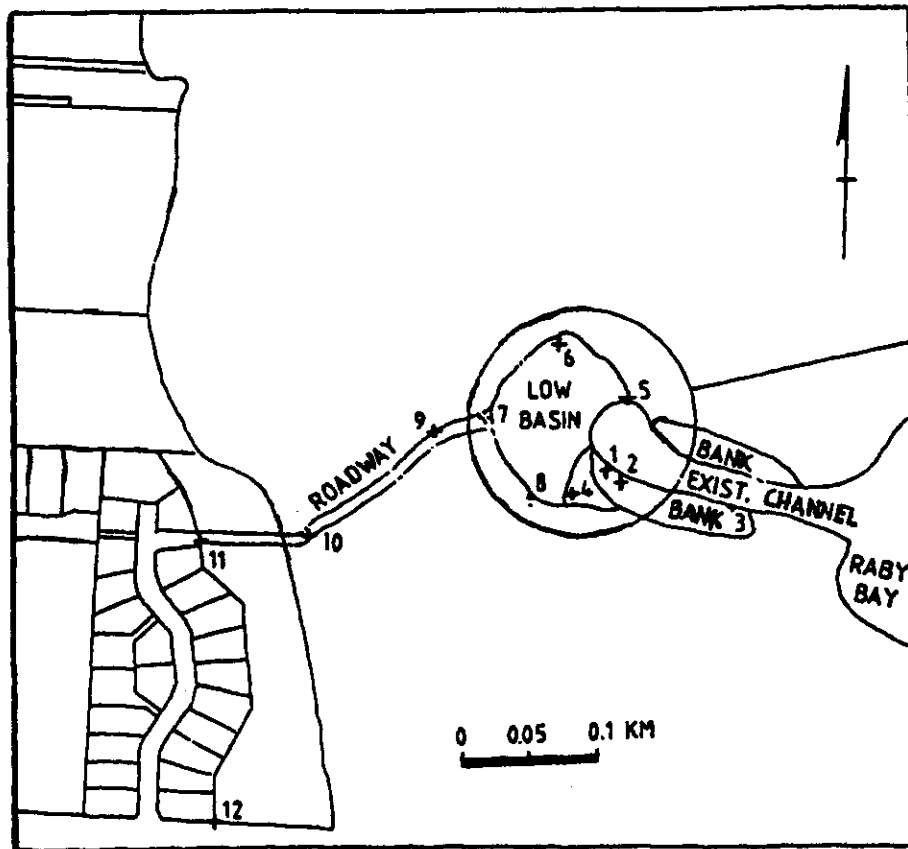 6
LOW
BASIN
5
7
9
ROADWAY
BANK
1
2
EXIST. CHANNEL
8
4
BANK 3
10
11
RABY
BAY
0 0.05 0.1 KM
12